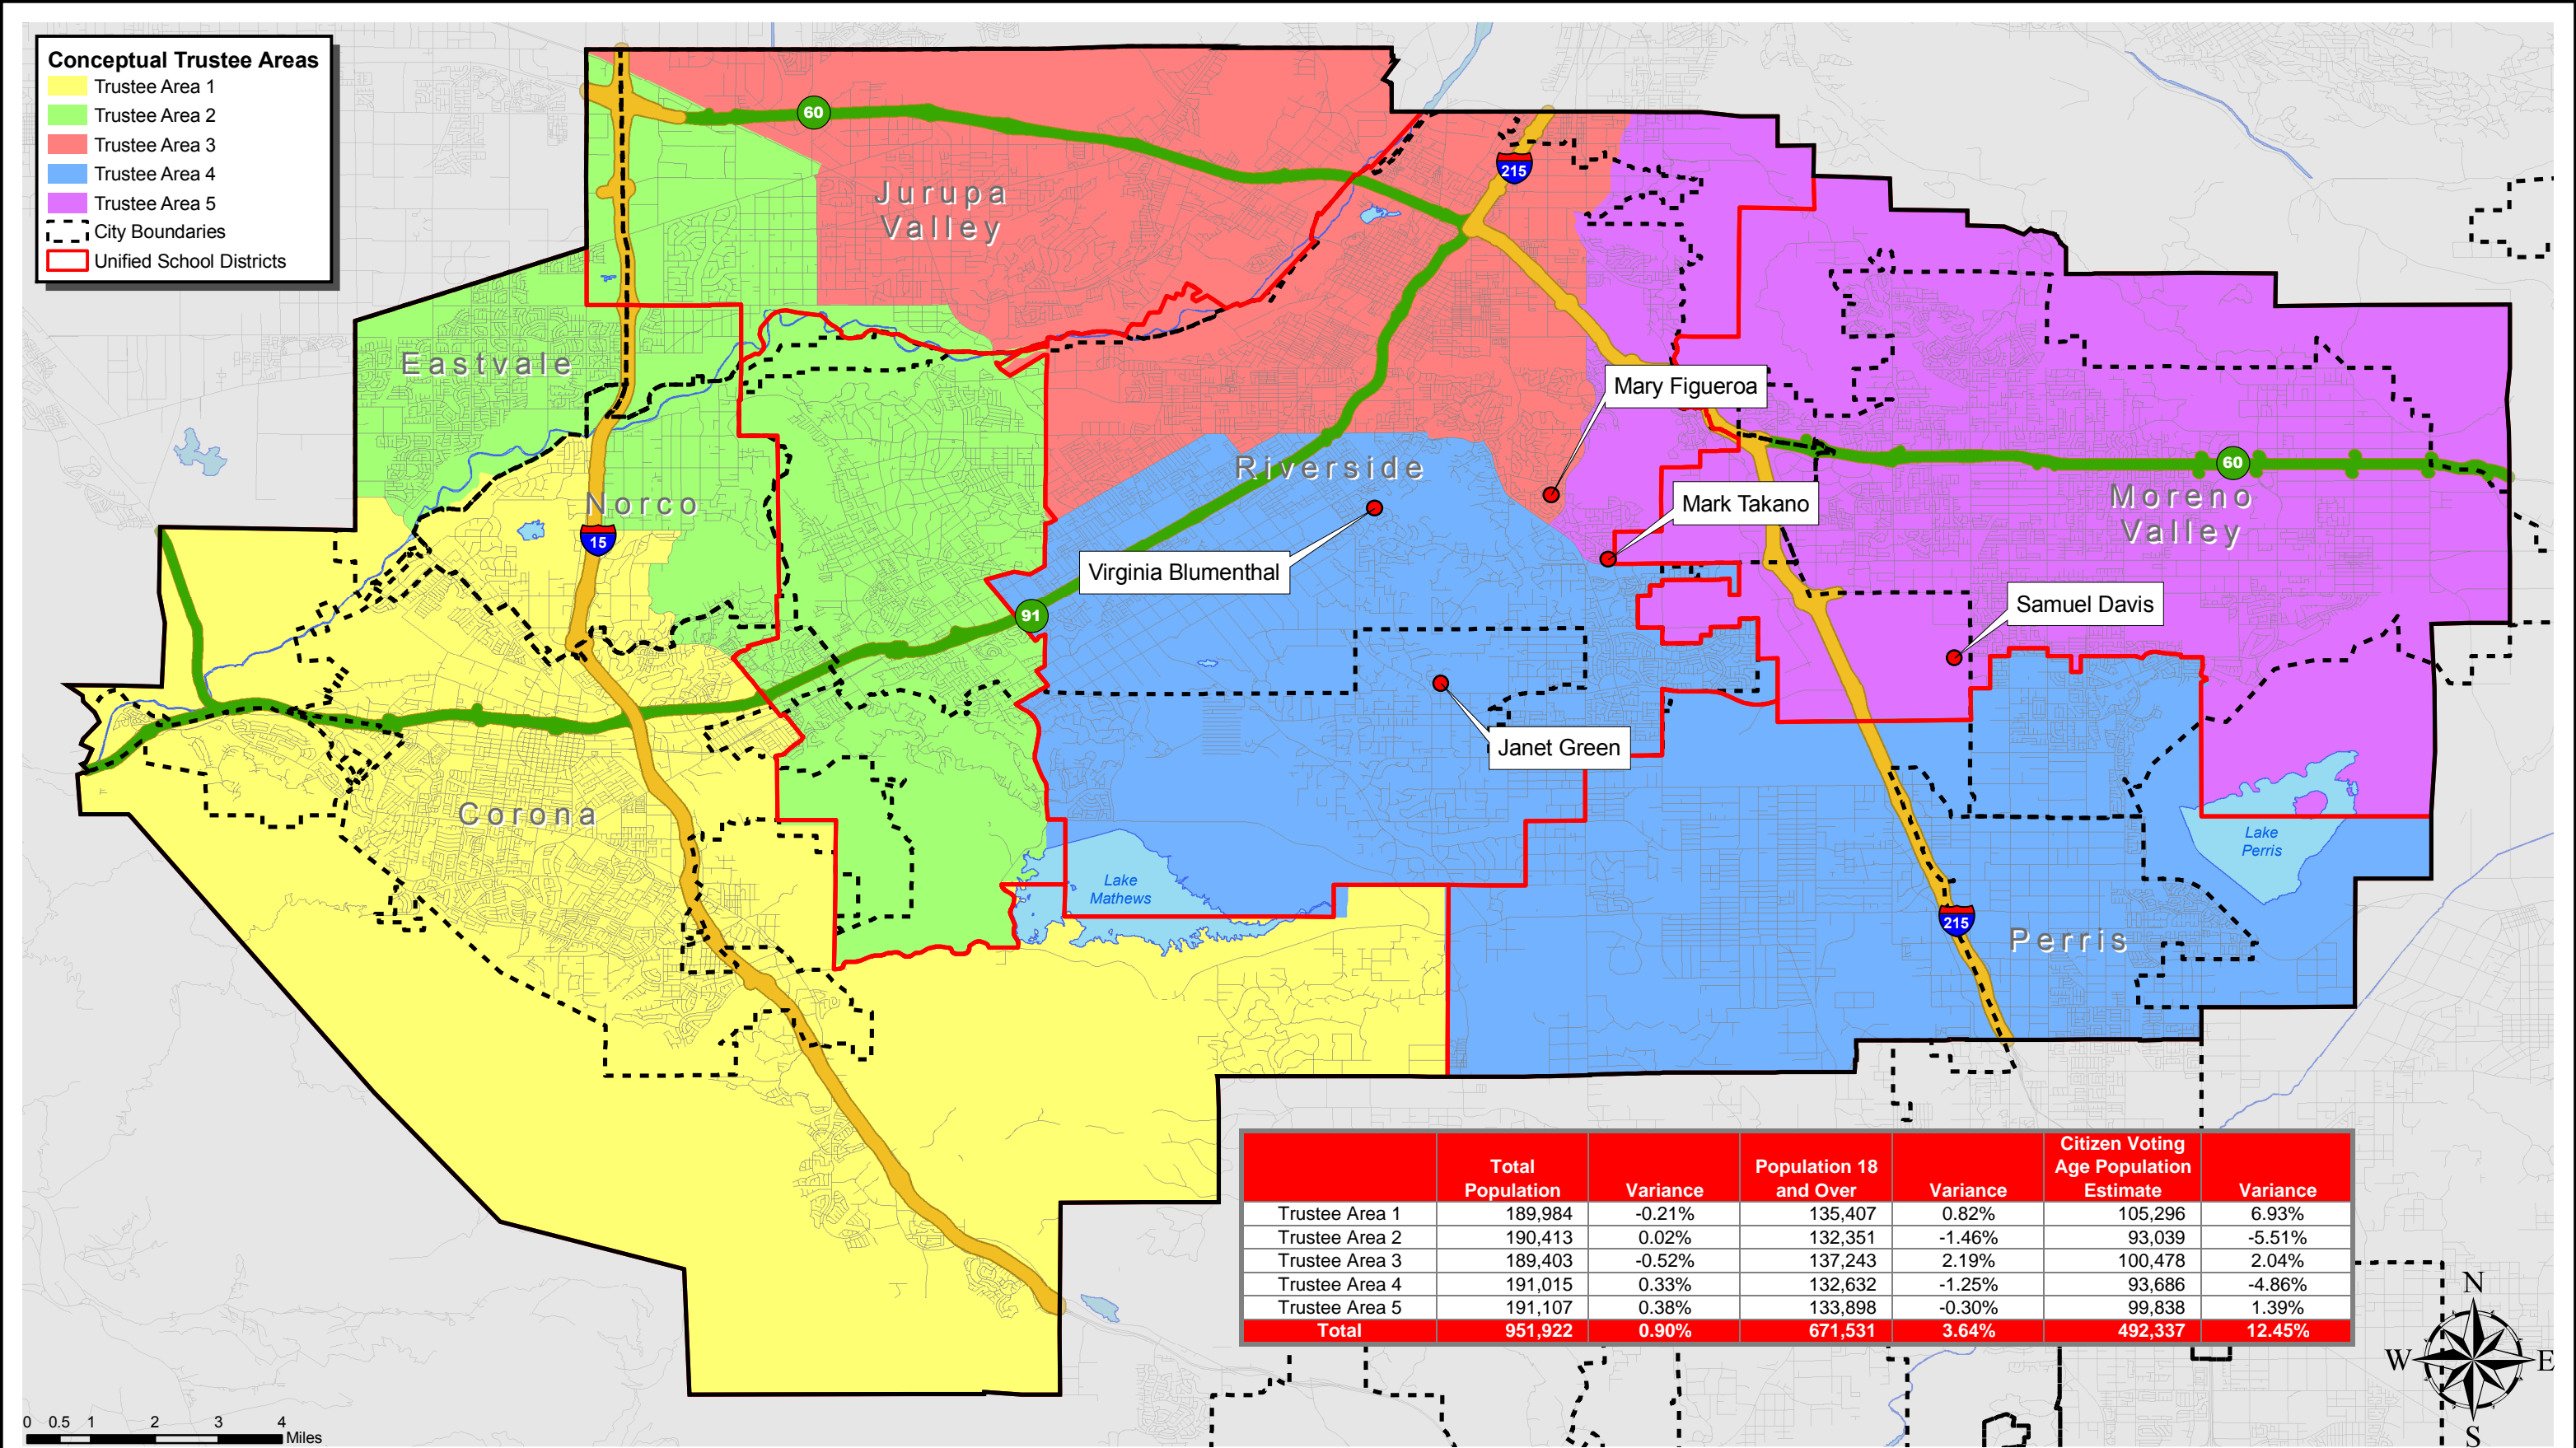 Conceptual Trustee Areas
Trustee Area 1
Trustee Area 2
Trustee Area 3
Trustee Area 4
Trustee Area 5
City Boundaries
Unified School Districts
60
215
Jurupa
Valley
Eastvale
Mary Figueroa
Riverside
60
Norco
Mark Takano
Moreno
Valley
15
Virginia Blumenthal
91
Samuel Davis
Janet Green
Corona
Lake
Perris
Lake
Mathews
215
Perris
Total Population Variance Population 18 and Over Variance Citizen Voting Age Population Estimate Variance
Trustee Area 1 189,984 -0.21% 135,407 0.82% 105,296 6.93%
Trustee Area 2 190,413 0.02% 132,351 -1.46% 93,039 -5.51%
Trustee Area 3 189,403 -0.52% 137,243 2.19% 100,478 2.04%
Trustee Area 4 191,015 0.33% 132,632 -1.25% 93,686 -4.86%
Trustee Area 5 191,107 0.38% 133,898 -0.30% 99,838 1.39%
Total 951,922 0.90% 671,531 3.64% 492,337 12.45%
N
W E
S
0 0.5 1 2 3 4
Miles